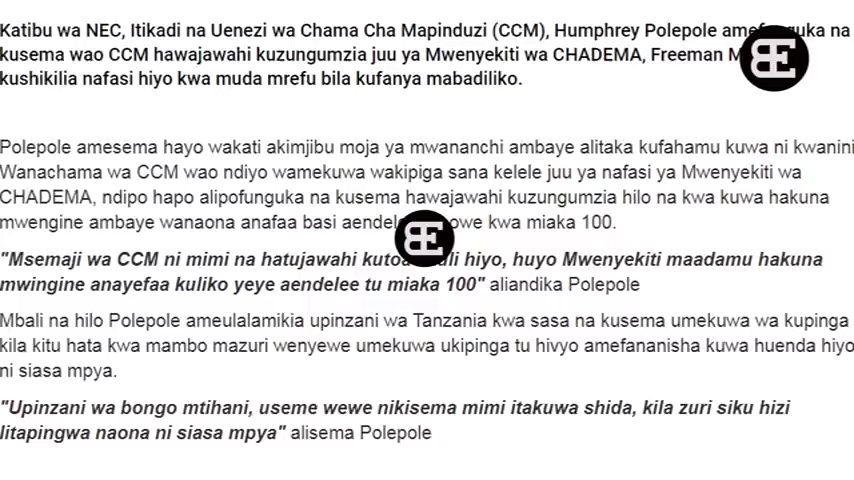 Katibu wa NEC, Itikadi na Uenezi wa Chama Cha Mapinduzi (CCM), Humphrey Polepole na
kusema wao CCM hawajawahi kuzungumzia juu ya Mwenyekiti wa CHADEMA, Freeman
kushikilia nafasi hiyo kwa muda mrefu bila kufanya mabadiliko.
Polepole amesema hayo wakati akimjibu moja ya mwananchi ambaye alitaka kufahamu kuwa ni kwanini
Wanachama wa CCM wao ndiyo wamekuwa wakipiga sana kelele juu ya nafasi ya Mwenyekiti wa
CHADEMA, ndipo hapo alipofunguka na kusema hawajawahi kuzungumzia hilo na kwa kuwa hakuna
mwengine ambaye wanaona anafaa basi kwa miaka 100.
"Msemaji wa CCM ni mimi na hatujawahi hiyo, huyo Mwenyekiti maadamu hakuna
mwingine anayefaa kuliko yeye aendelee tu miaka 100" aliandika Polepole
Mbali na hilo Polepole ameulalamikia upinzani wa Tanzania kwa sasa na kusema umekuwa wa kupinga
kila kitu hata kwa mambo mazuri wenyewe umekuwa ukipinga tu hivyo amefananisha kuwa huenda hiyo
ni siasa mpya.
"Upinzani wa bongo mtihani, useme wewe nikisema mimi itakuwa shida, kila zuri siku hizi
litapingwa naona ni siasa mpya" alisema Polepole